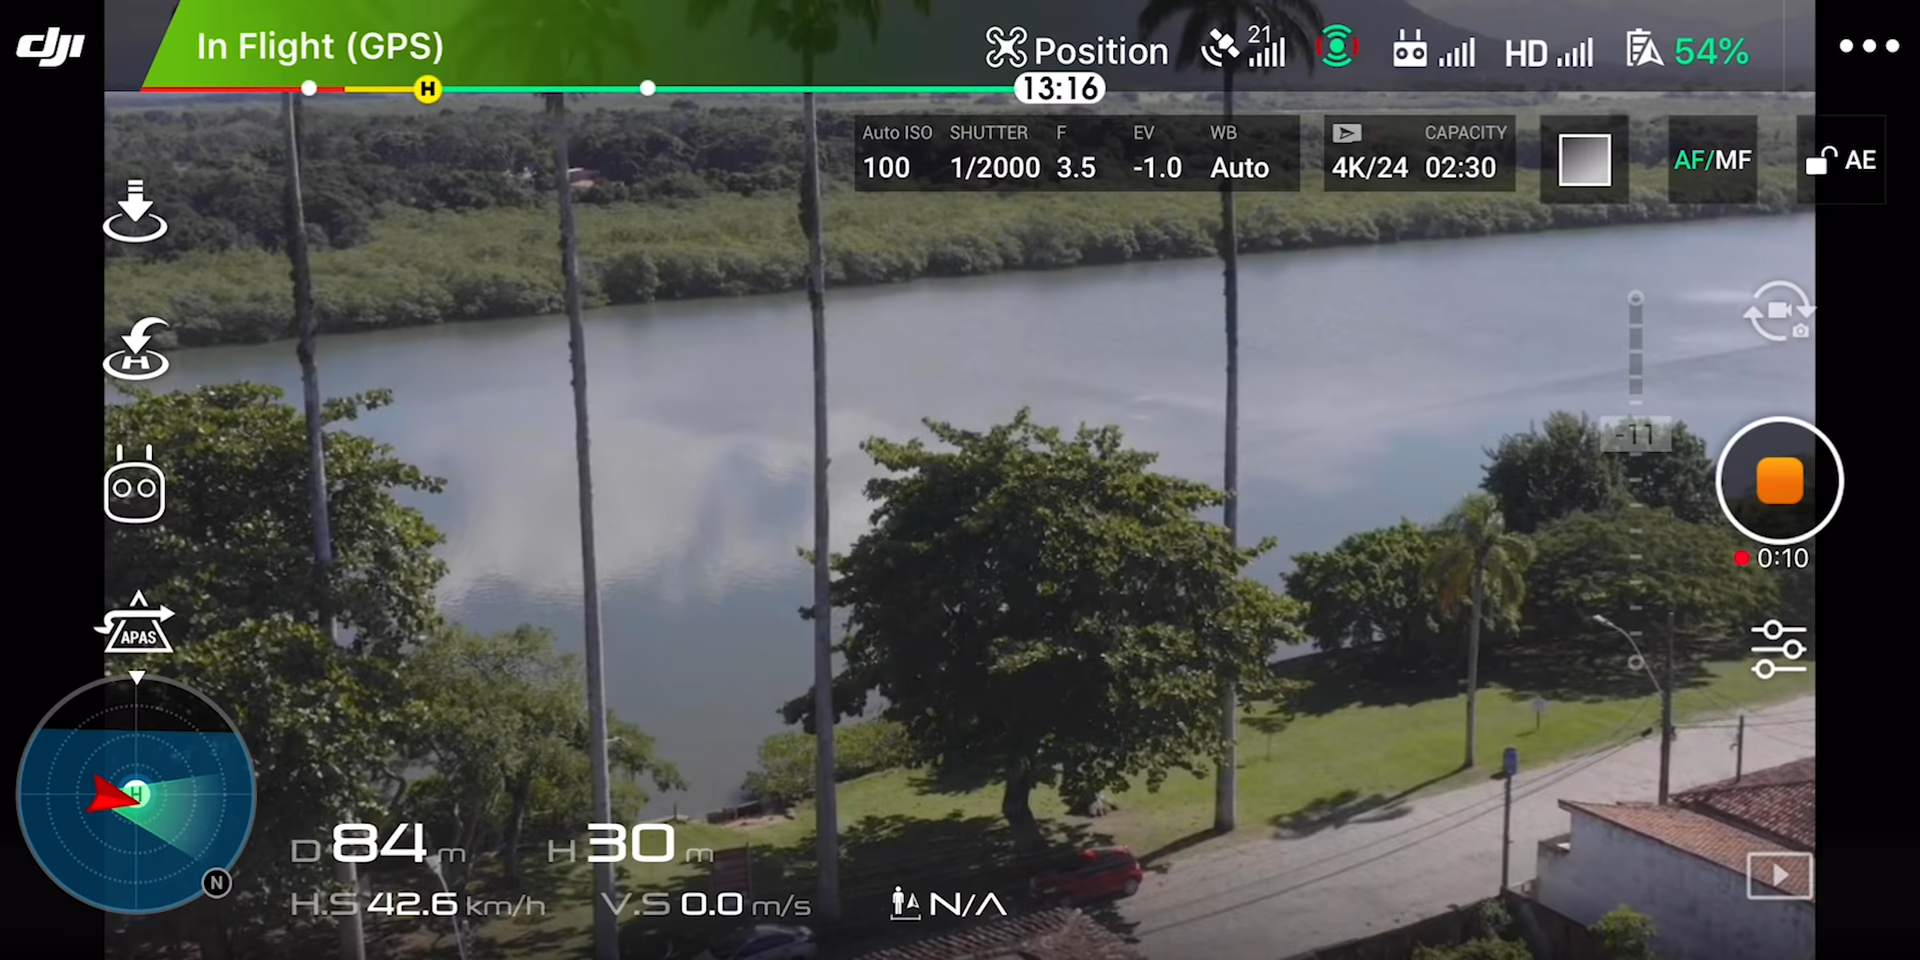 dji In Flight (GPS) Position 21 HD 54%
H 13:16
Auto ISO SHUTTER F EV WB CAPACITY
100 1/2000 3.5 -1.0 Auto 4K/24 02:30 AF/MF AE
H
-11
0:10
APAS
H
N
D 84 m H 30 m
H.S 42.6 km/h V.S 0.0 m/s N/A